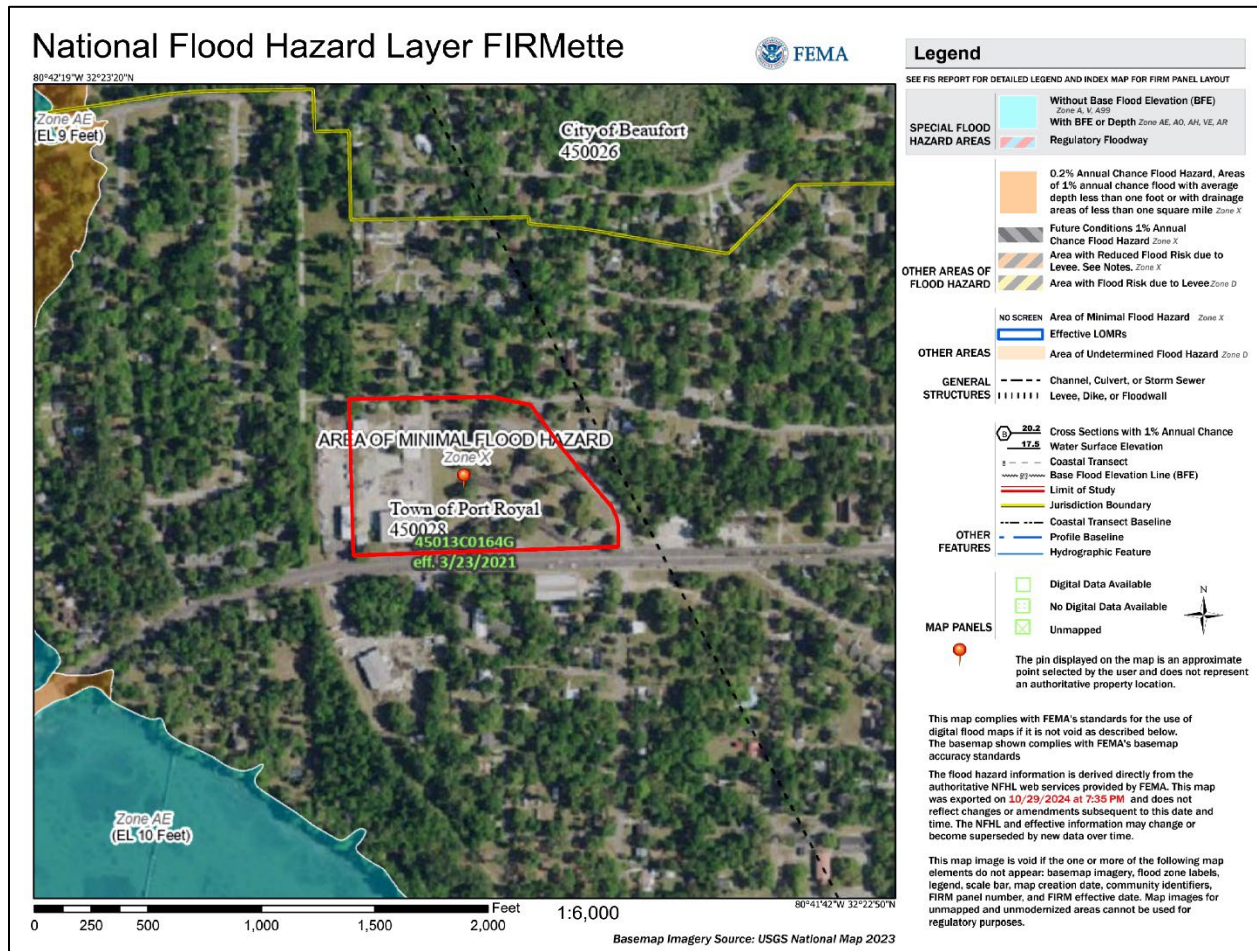 National Flood Hazard Layer FIRMette
FEMA
80°42'19"W 32°23'20"N
Zone AE
(EL 9 Feet)
City of Beaufort
450026
AREA OF MINIMAL FLOOD HAZARD
Zone X
Town of Port Royal
450028
45013C0164G
eff. 3/23/2021
Zone AE
(EL 10 Feet)
80°41'42"W 32°22'50"N
0 250 500 1,000 1,500 2,000
Feet
1:6,000
Basemap Imagery Source: USGS National Map 2023
Legend
SEE FIS REPORT FOR DETAILED LEGEND AND INDEX MAP FOR FIRM PANEL LAYOUT
SPECIAL FLOOD
HAZARD AREAS
Without Base Flood Elevation (BFE)
Zone A, V, A99
With BFE or Depth Zone AE, AO, AH, VE, AR
Regulatory Floodway
OTHER AREAS OF
FLOOD HAZARD
0.2% Annual Chance Flood Hazard, Areas
of 1% annual chance flood with average
depth less than one foot or with drainage
areas of less than one square mile Zone X
Future Conditions 1% Annual
Chance Flood Hazard Zone X
Area with Reduced Flood Risk due to
Levee. See Notes. Zone X
Area with Flood Risk due to Levee Zone D
OTHER AREAS
NO SCREEN Area of Minimal Flood Hazard Zone X
Effective LOMRs
Area of Undetermined Flood Hazard Zone D
GENERAL
STRUCTURES
Channel, Culvert, or Storm Sewer
Levee, Dike, or Floodwall
OTHER
FEATURES
B 20.2 Cross Sections with 1% Annual Chance
17.5 Water Surface Elevation
8 Coastal Transect
513 Base Flood Elevation Line (BFE)
Limit of Study
Jurisdiction Boundary
Coastal Transect Baseline
Profile Baseline
Hydrographic Feature
MAP PANELS
Digital Data Available
No Digital Data Available
Unmapped
N
The pin displayed on the map is an approximate
point selected by the user and does not represent
an authoritative property location.
This map complies with FEMA's standards for the use of
digital flood maps if it is not void as described below.
The basemap shown complies with FEMA's basemap
accuracy standards
The flood hazard information is derived directly from the
authoritative NFHL web services provided by FEMA. This map
was exported on 10/29/2024 at 7:35 PM and does not
reflect changes or amendments subsequent to this date and
time. The NFHL and effective information may change or
become superseded by new data over time.
This map image is void if the one or more of the following map
elements do not appear: basemap imagery, flood zone labels,
legend, scale bar, map creation date, community identifiers,
FIRM panel number, and FIRM effective date. Map images for
unmapped and unmodernized areas cannot be used for
regulatory purposes.